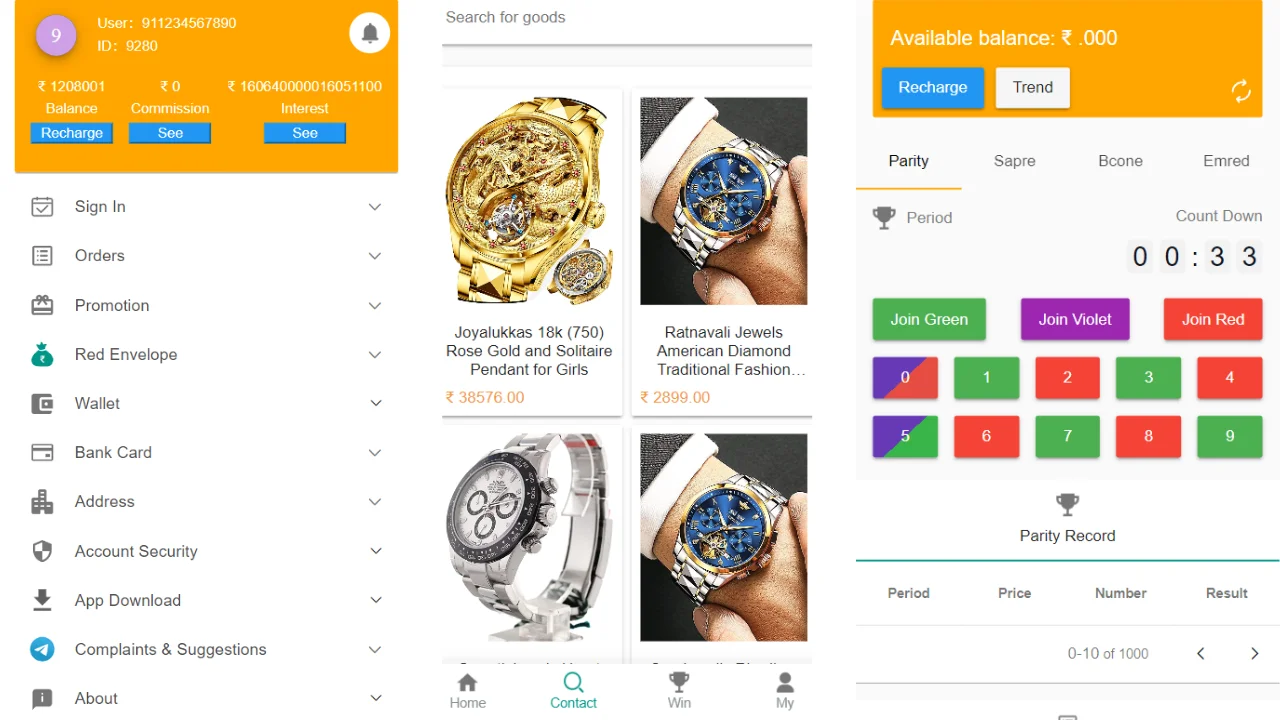 9
User: 911234567890
ID: 9280
₹ 1208001
₹ 0
₹ 160640000016051100
Balance
Commission
Interest
Recharge
See
See
Sign In
Orders
Promotion
Red Envelope
Wallet
Bank Card
Address
Account Security
App Download
Complaints & Suggestions
About
Search for goods
Joyalukkas 18k (750)
Rose Gold and Solitaire
Pendant for Girls
₹ 38576.00
Ratnavali Jewels
American Diamond
Traditional Fashion…
₹ 2899.00
Home
Contact
Win
My
Available balance: ₹ .000
Recharge
Trend
Parity
Sapre
Bcone
Emred
Period
Count Down
0 0 : 3 3
Join Green
Join Violet
Join Red
0 1 2 3 4
5 6 7 8 9
Parity Record
Period
Price
Number
Result
0-10 of 1000